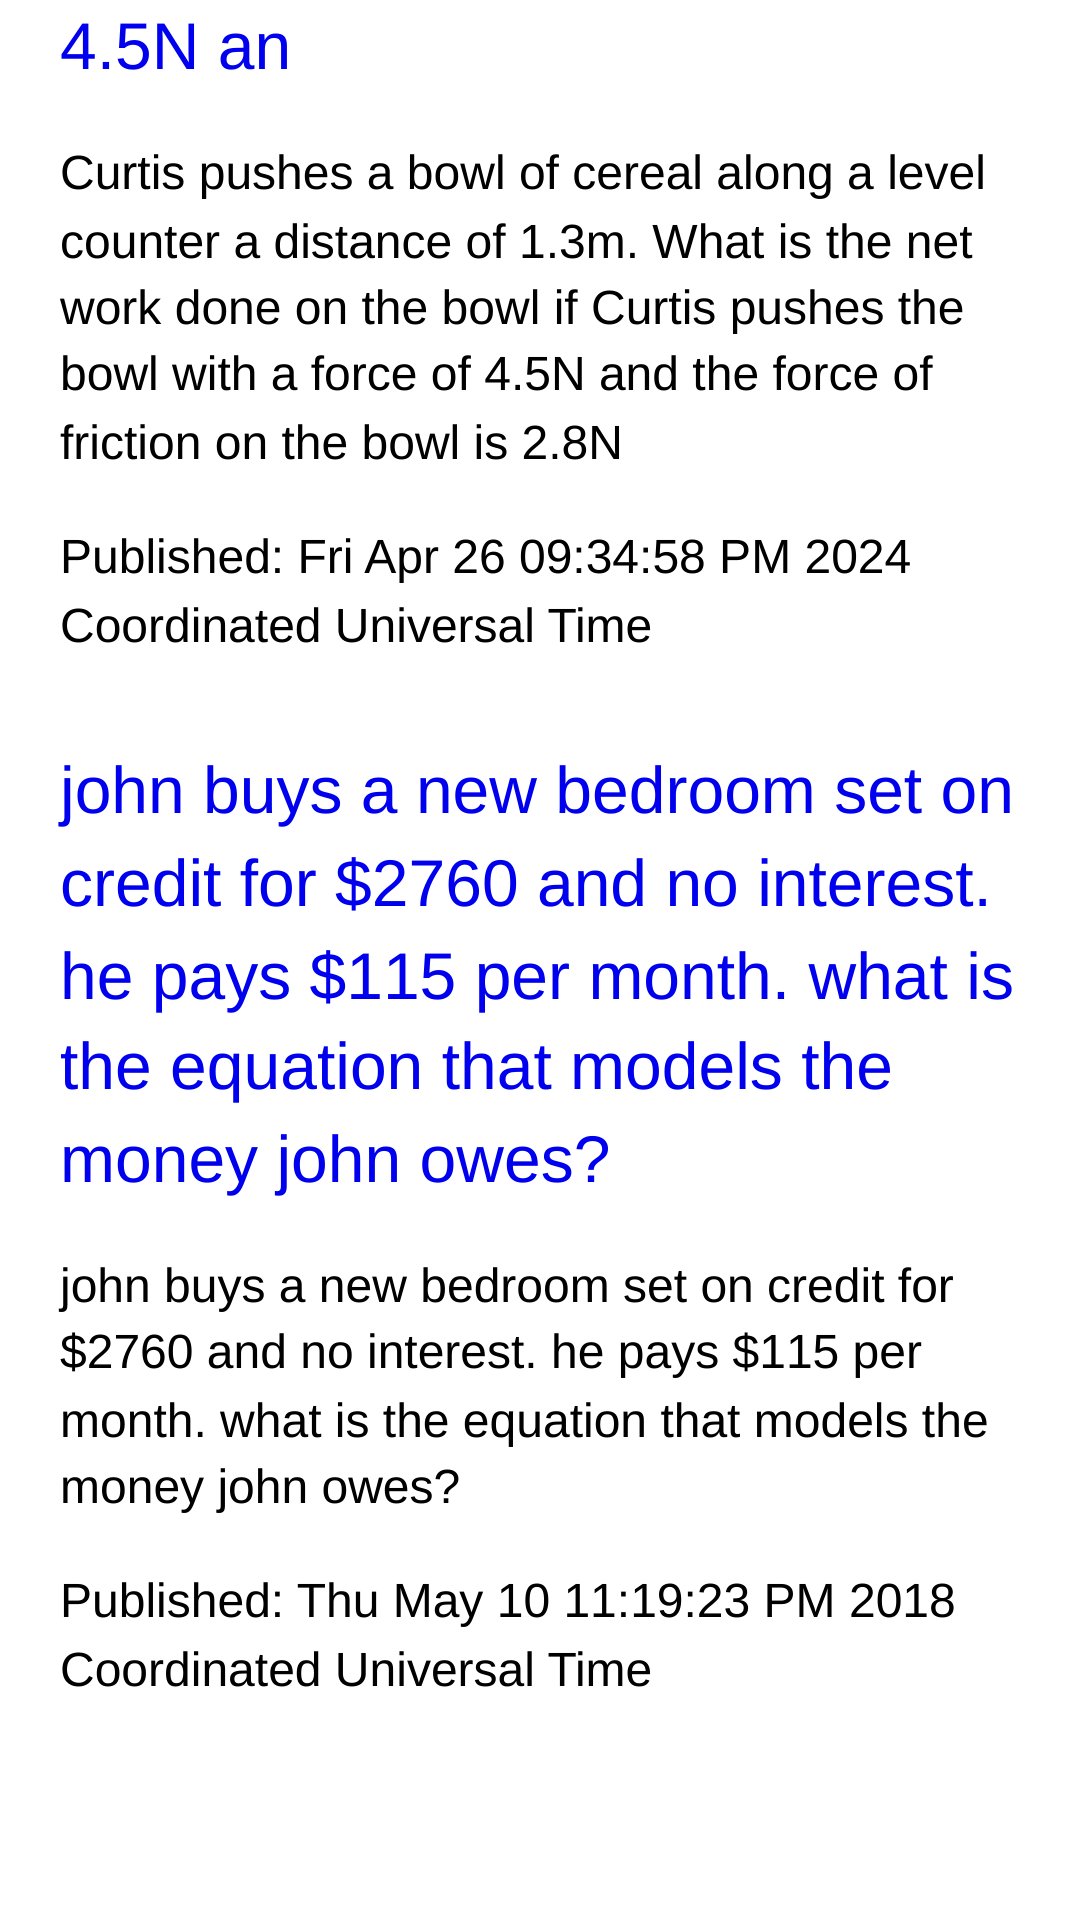 4.5N an
Curtis pushes a bowl of cereal along a level
counter a distance of 1.3m. What is the net
work done on the bowl if Curtis pushes the
bowl with a force of 4.5N and the force of
friction on the bowl is 2.8N
Published: Fri Apr 26 09:34:58 PM 2024
Coordinated Universal Time
john buys a new bedroom set on
credit for $2760 and no interest.
he pays $115 per month. what is
the equation that models the
money john owes?
john buys a new bedroom set on credit for
$2760 and no interest. he pays $115 per
month. what is the equation that models the
money john owes?
Published: Thu May 10 11:19:23 PM 2018
Coordinated Universal Time